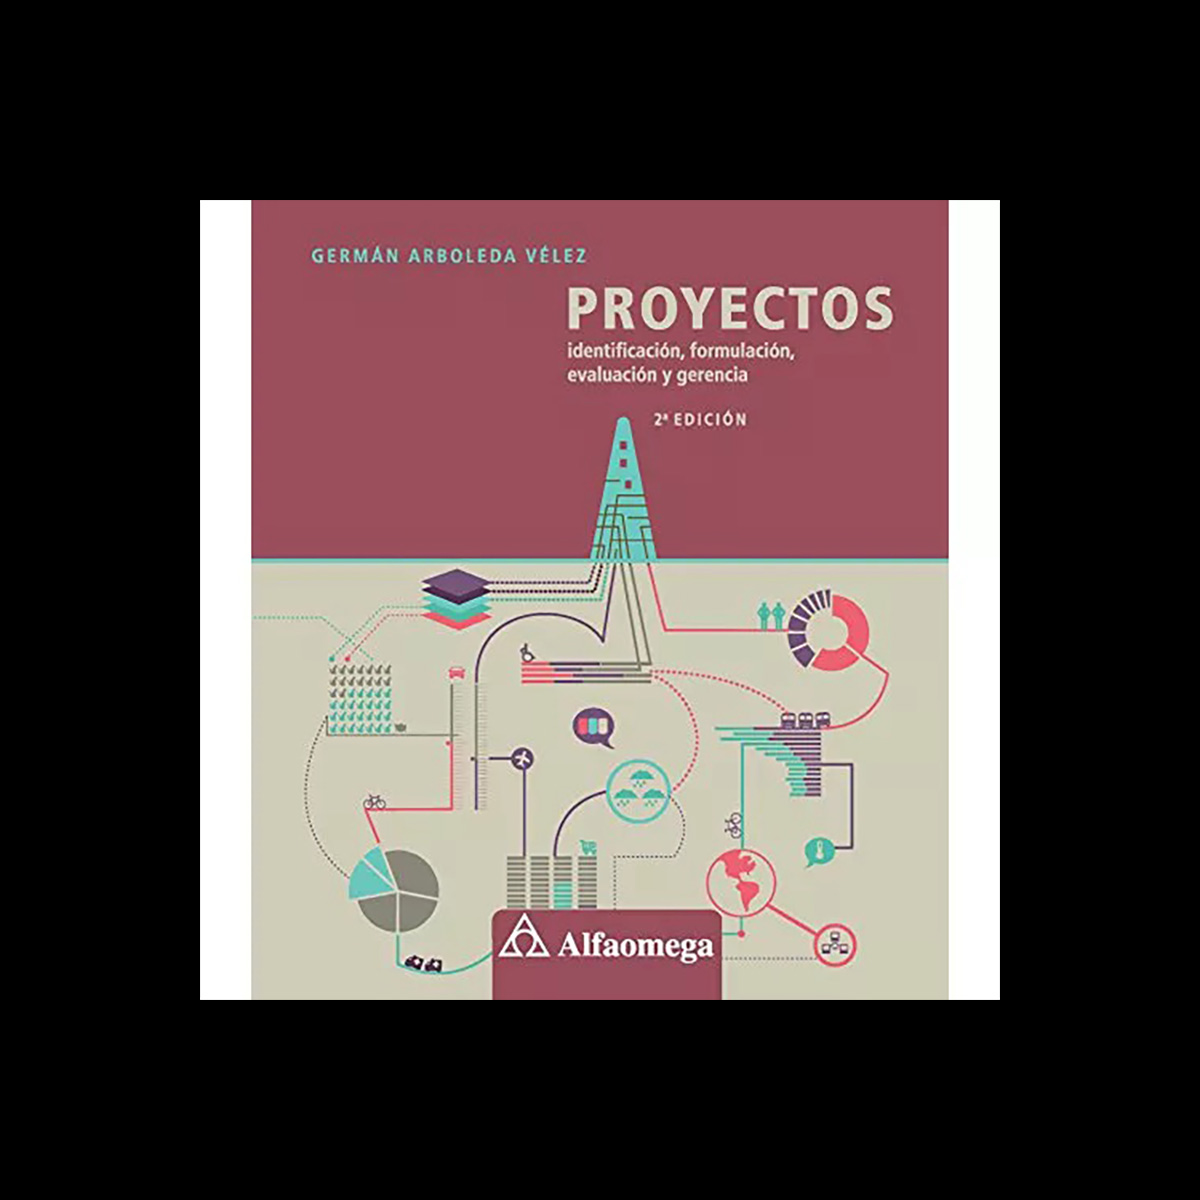 GERMÁN ARBOLEDA VÉLEZ
PROYECTOS
identificación, formulación,
evaluación y gerencia
2ª EDICIÓN
Alfaomega